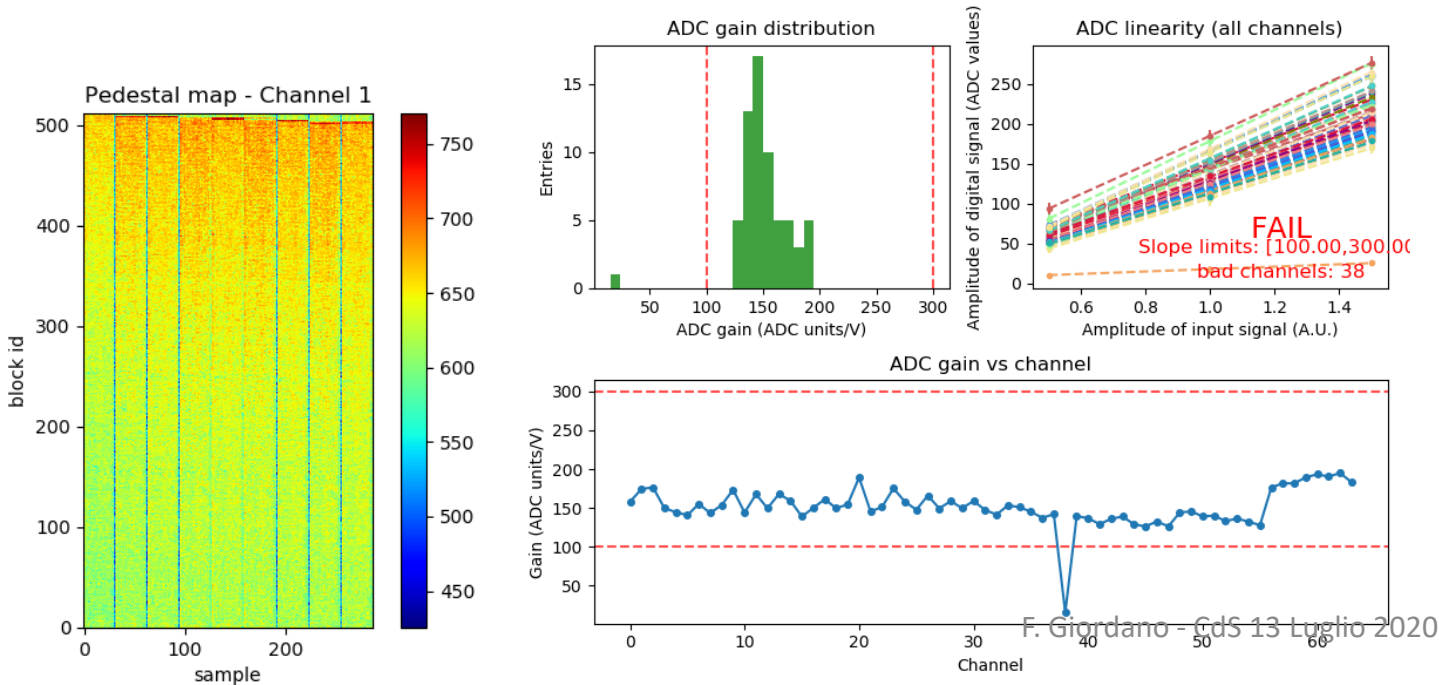 Pedestal map - Channel 1
block id
500
400
300
200
100
0
0 100 200
sample
750
700
650
600
550
500
450
ADC gain distribution
Entries
15
10
5
0
50 100 150 200 250 300
ADC gain (ADC units/V)
ADC linearity (all channels)
Amplitude of digital signal (ADC values)
250
200
150
100
50
0
FAIL
Slope limits: [100.00,300.00
bad channels: 38
0.6 0.8 1.0 1.2 1.4
Amplitude of input signal (A.U.)
ADC gain vs channel
Gain (ADC units/V)
300
250
200
150
100
50
0 10 20 30 40 50 60
Channel
F. Giordano - CdS 13 Luglio 2020